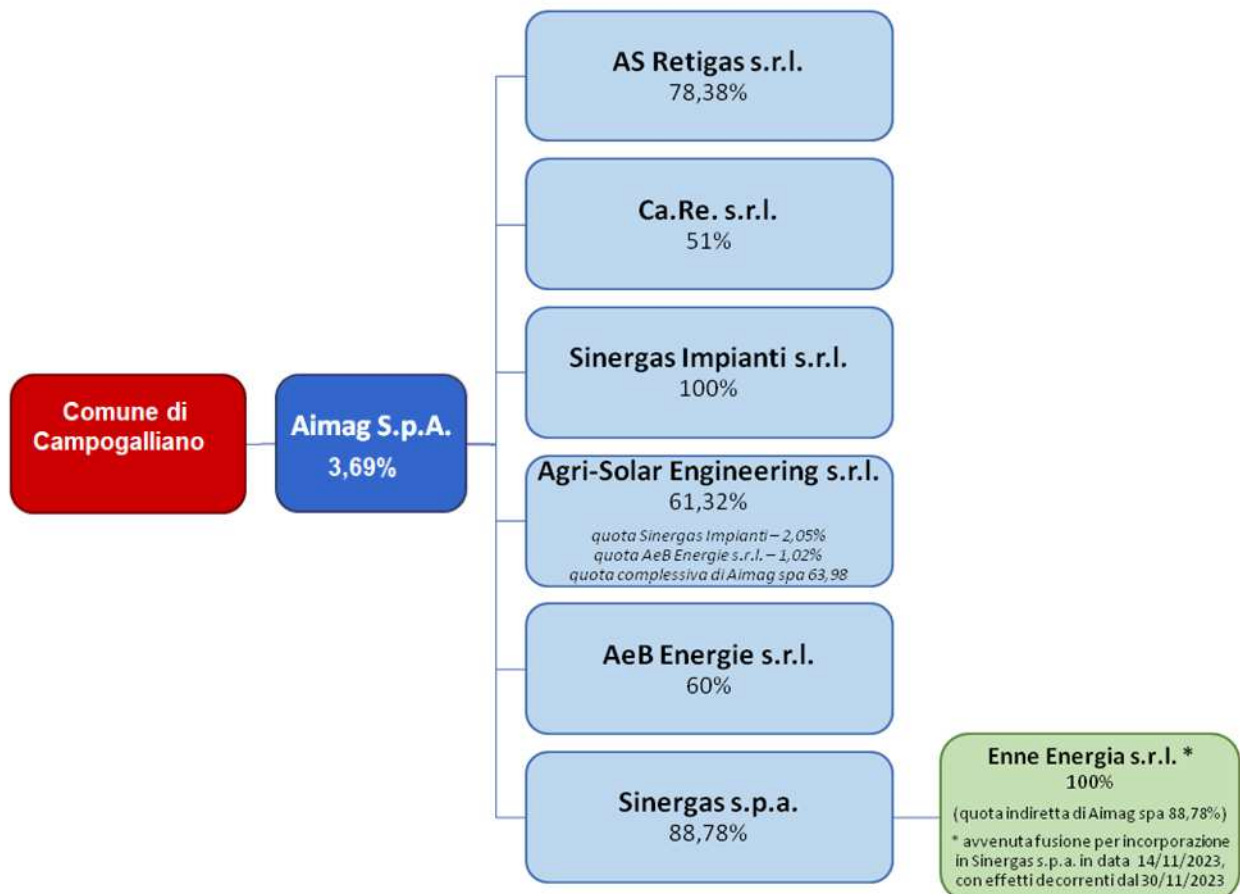 AS Retigas s.r.l.
78,38%
Ca.Re. s.r.l.
51%
Sinergas Impianti s.r.l.
100%
Comune di
Campogalliano
Aimag S.p.A.
3,69%
Agri-Solar Engineering s.r.l.
61,32%
quota Sinergas Impianti – 2,05%
quota AeB Energie s.r.l. – 1,02%
quota complessiva di Aimag spa 63,98
AeB Energie s.r.l.
60%
Sinergas s.p.a.
88,78%
Enne Energia s.r.l. *
100%
(quota indiretta di Aimag spa 88,78%)
* avvenuta fusione per incorporazione
in Sinergas s.p.a. in data 14/11/2023,
con effetti decorrenti dal 30/11/2023